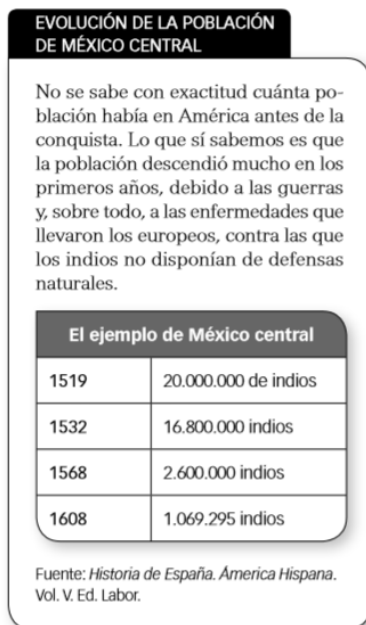 EVOLUCIÓN DE LA POBLACIÓN
DE MÉXICO CENTRAL
No se sabe con exactitud cuánta po-
blación había en América antes de la
conquista. Lo que sí sabemos es que
la población descendió mucho en los
primeros años, debido a las guerras
y, sobre todo, a las enfermedades que
llevaron los europeos, contra las que
los indios no disponían de defensas
naturales.
El ejemplo de México central
1519 20.000.000 de indios
1532 16.800.000 indios
1568 2.600.000 indios
1608 1.069.295 indios
Fuente: Historia de España. Ámerica Hispana.
Vol. V. Ed. Labor.